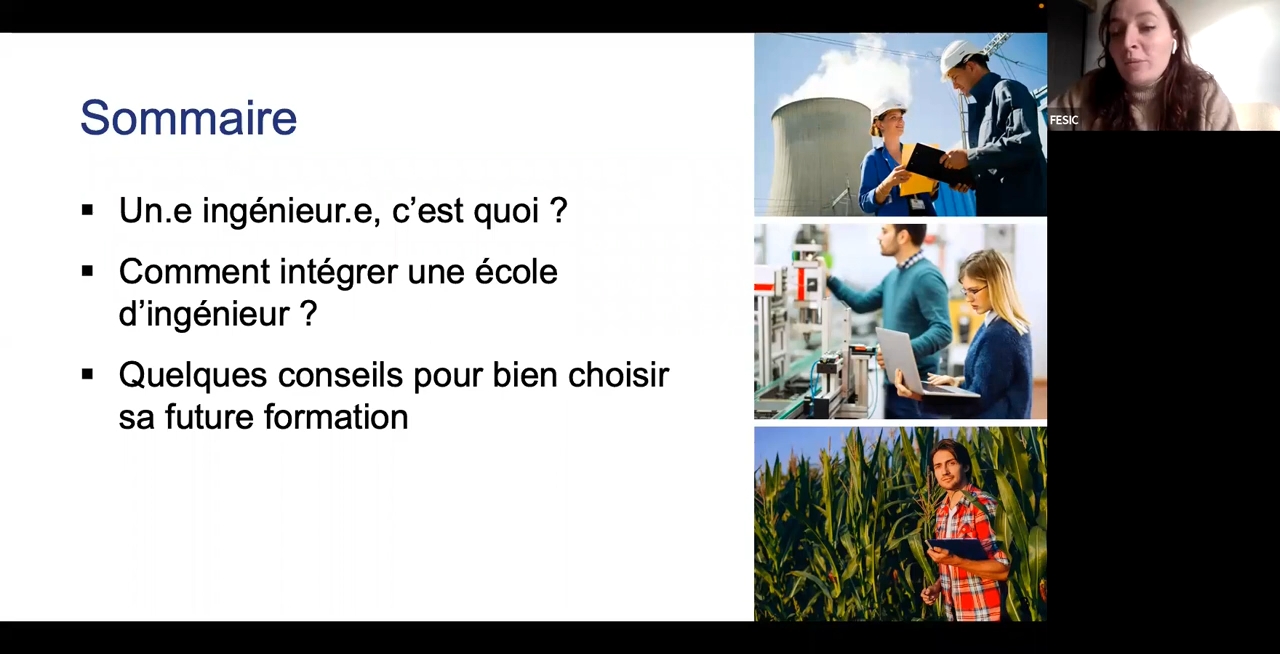 Sommaire
Un.e ingénieur.e, c’est quoi ?
Comment intégrer une école
d’ingénieur ?
Quelques conseils pour bien choisir
sa future formation
FESIC